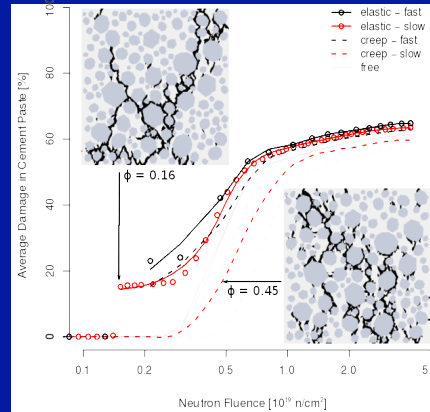 elastic – fast
elastic – slow
creep – fast
creep – slow
free
Average Damage in Cement Paste [%]
100
80
60
40
20
0
ϕ = 0.16
ϕ = 0.45
0.1 0.2 0.5 1.0 2.0 5.
Neutron Fluence [10¹⁹ n/cm²]